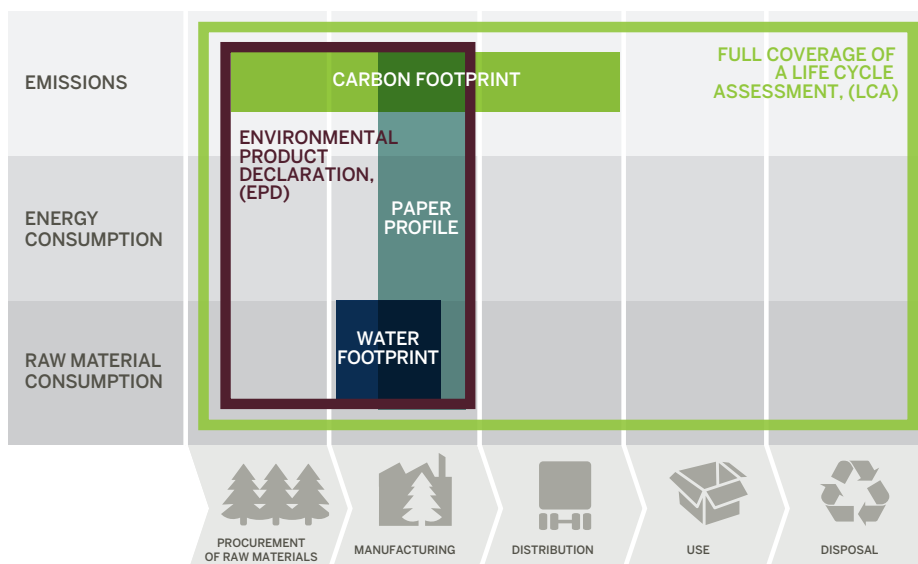 EMISSIONS
CARBON FOOTPRINT
FULL COVERAGE OF
A LIFE CYCLE
ASSESSMENT, (LCA)
ENVIRONMENTAL
PRODUCT
DECLARATION,
(EPD)
ENERGY
CONSUMPTION
PAPER
PROFILE
RAW MATERIAL
CONSUMPTION
WATER
FOOTPRINT
PROCUREMENT
OF RAW MATERIALS
MANUFACTURING
DISTRIBUTION
USE
DISPOSAL